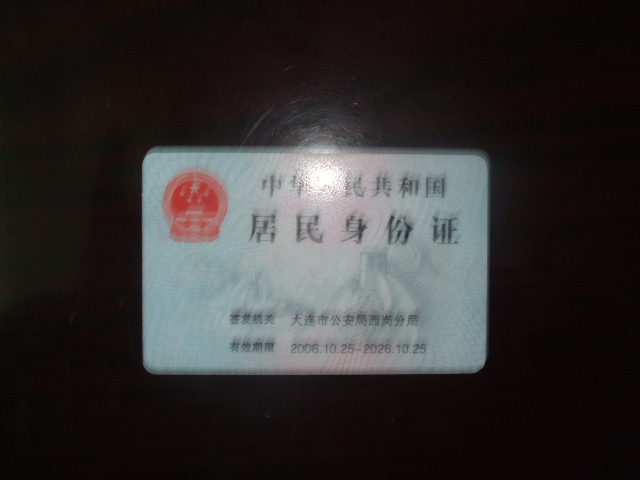 中华人民共和国
居民身份证
签发机关 大连市公安局西岗分局
有效期限 2006.10.25-2026.10.25